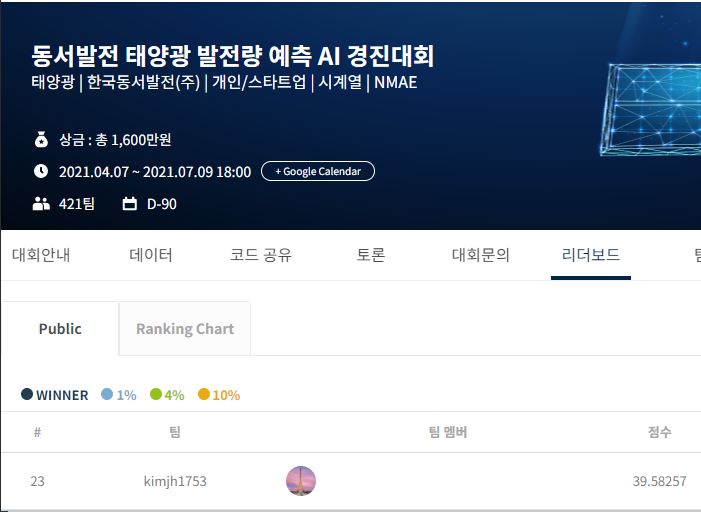 동서발전 태양광 발전량 예측 AI 경진대회
태양광 | 한국동서발전(주) | 개인/스타트업 | 시계열 | NMAE
상금 : 총 1,600만원
2021.04.07 ~ 2021.07.09 18:00 + Google Calendar
421팀 D-90
대회안내 데이터 코드 공유 토론 대회문의 리더보드
Public Ranking Chart
WINNER 1% 4% 10%
# 팀 팀 멤버 점수
23 kimjh1753 39.58257